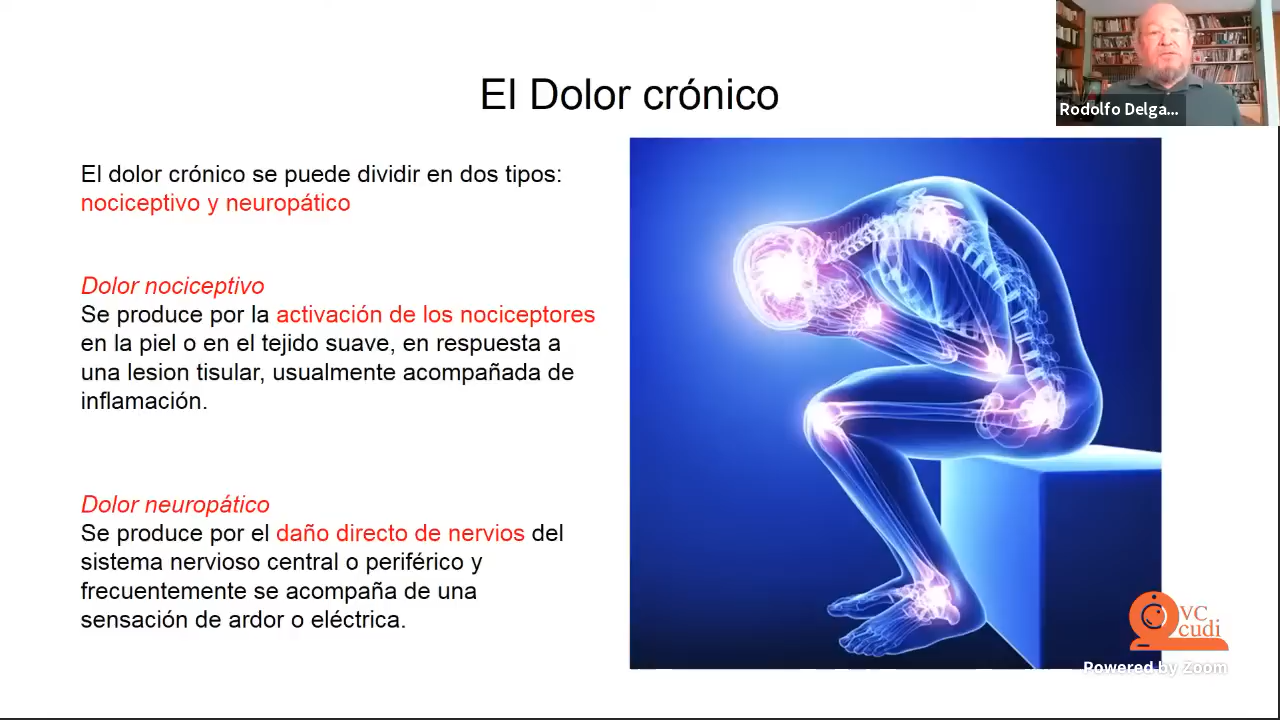 El Dolor crónico
Rodolfo Delga...
El dolor crónico se puede dividir en dos tipos:
nociceptivo y neuropático
Dolor nociceptivo
Se produce por la activación de los nociceptores
en la piel o en el tejido suave, en respuesta a
una lesion tisular, usualmente acompañada de
inflamación.
Dolor neuropático
Se produce por el daño directo de nervios del
sistema nervioso central o periférico y
frecuentemente se acompaña de una
sensación de ardor o eléctrica.
VC
cudi
Powered by Zoom